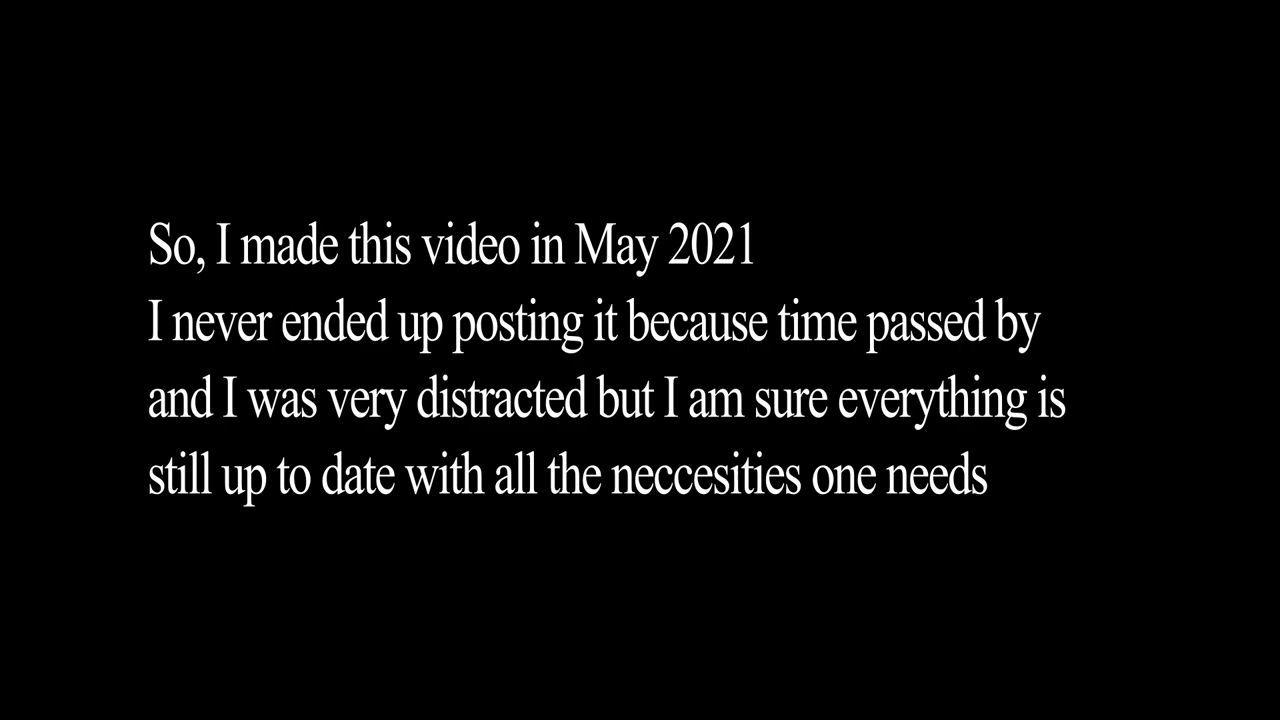 So, I made this video in May 2021
I never ended up posting it because time passed by
and I was very distracted but I am sure everything is
still up to date with all the neccesities one needs